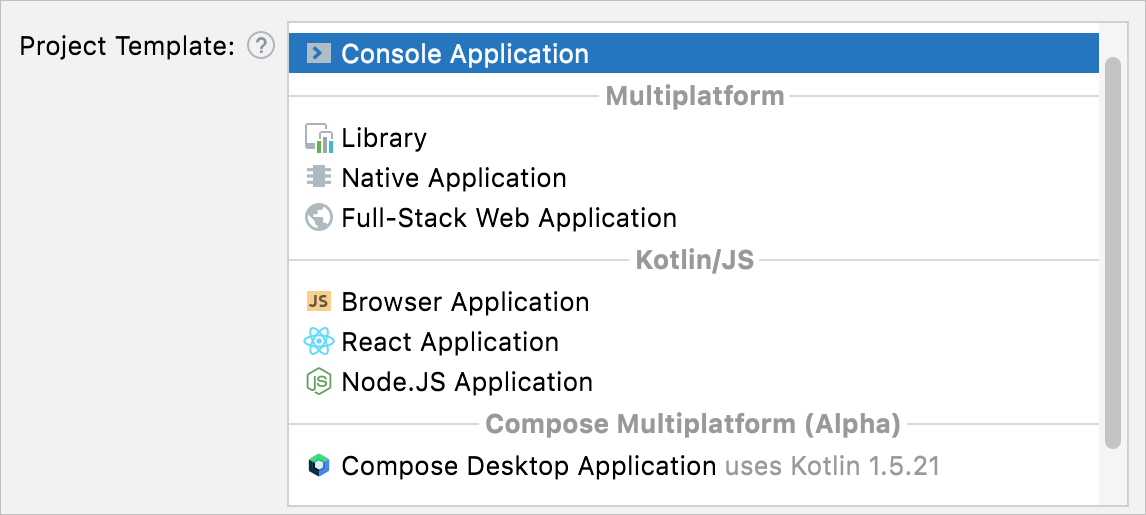 Project Template: ? Console Application
Multiplatform
Library
Native Application
Full-Stack Web Application
Kotlin/JS
JS Browser Application
React Application
JS Node.JS Application
Compose Multiplatform (Alpha)
Compose Desktop Application uses Kotlin 1.5.21